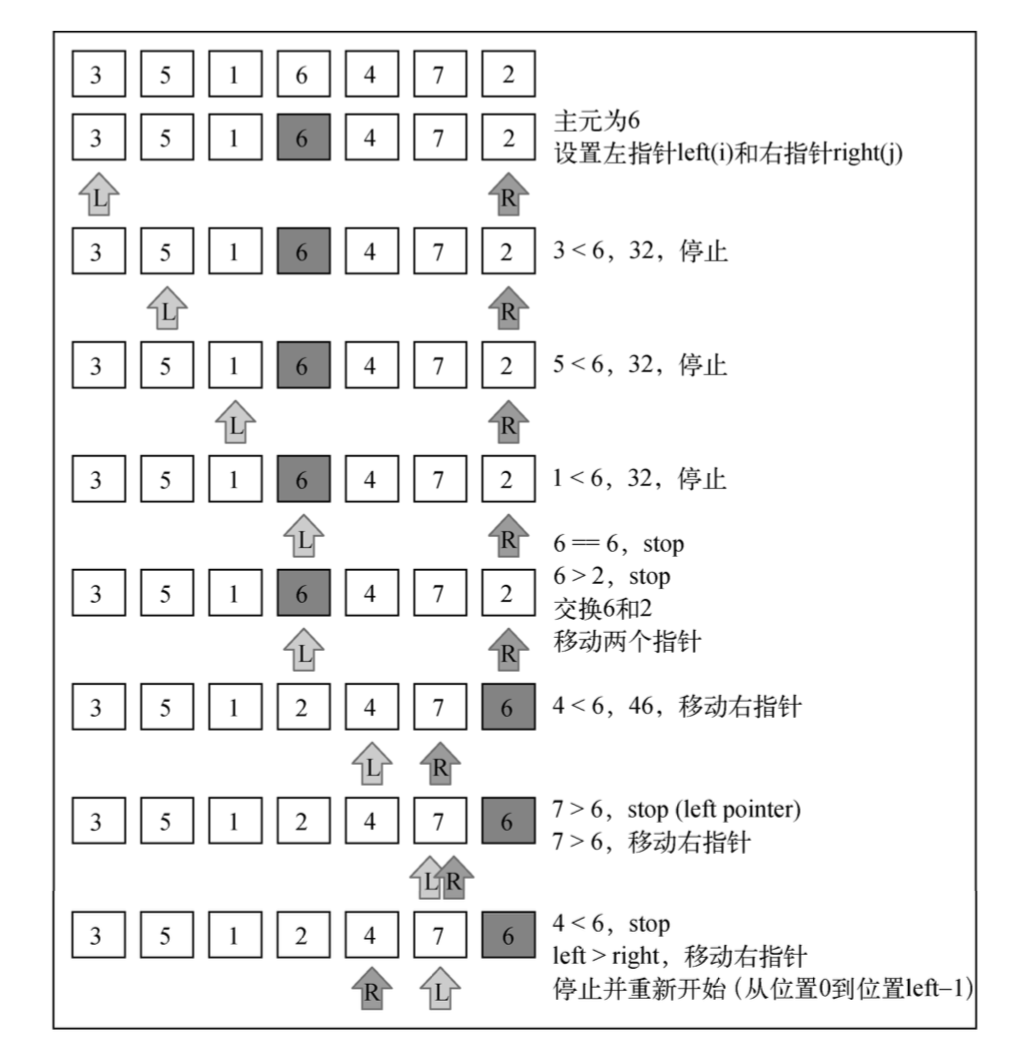 3 5 1 6 4 7 2
3 5 1 6 4 7 2
主元为6
设置左指针left(i)和右指针right(j)
L R
3 5 1 6 4 7 2 3 < 6，32，停止
L R
3 5 1 6 4 7 2 5 < 6，32，停止
L R
3 5 1 6 4 7 2 1 < 6，32，停止
L R
3 5 1 6 4 7 2
6 == 6，stop
6 > 2，stop
交换6和2
移动两个指针
L R
3 5 1 2 4 7 6 4 < 6，46，移动右指针
L R
3 5 1 2 4 7 6
7 > 6，stop (left pointer)
7 > 6，移动右指针
L R
3 5 1 2 4 7 6
4 < 6，stop
left > right，移动右指针
停止并重新开始（从位置0到位置left–1）
R L